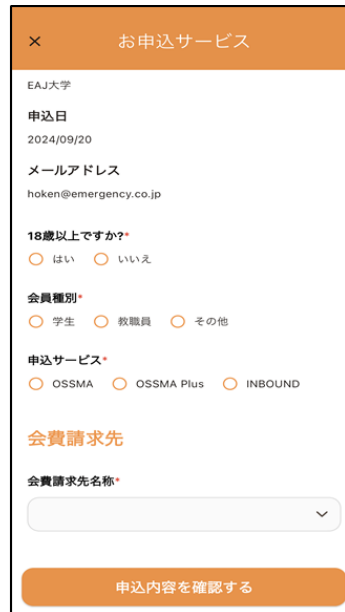 × お申込サービス
EAJ大学
申込日
2024/09/20
メールアドレス
hoken@emergency.co.jp
18歳以上ですか?*
はい いいえ
会員種別*
学生 教職員 その他
申込サービス*
OSSMA OSSMA Plus INBOUND
会費請求先
会費請求先名称*
申込内容を確認する